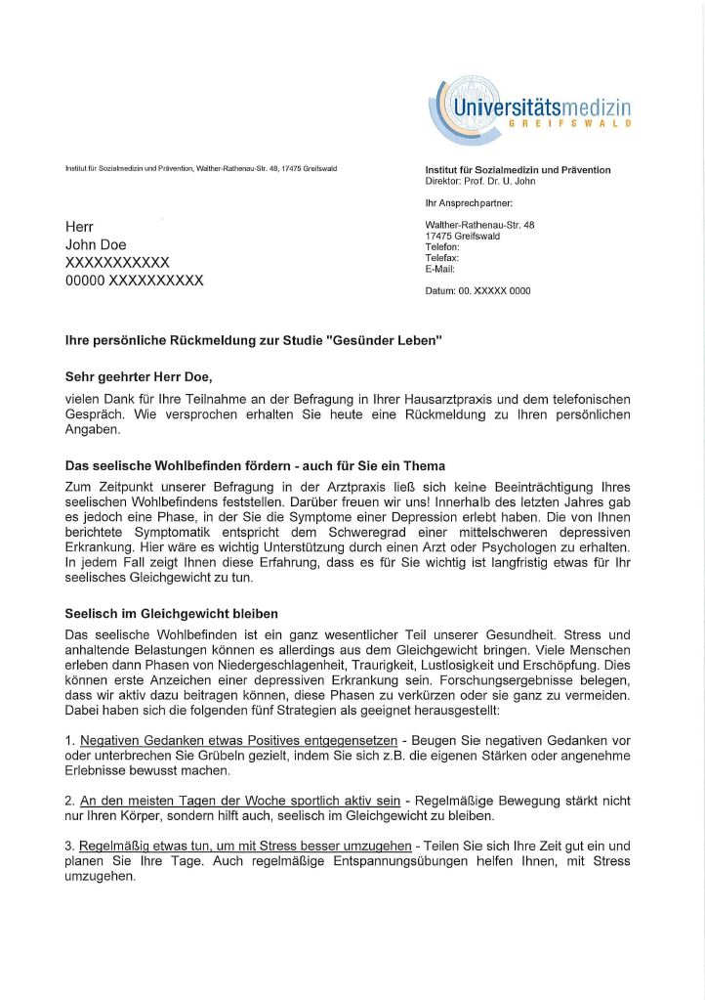 Universitätsmedizin
GREIFSWALD
Institut für Sozialmedizin und Prävention, Walther-Rathenau-Str. 48, 17475 Greifswald
Institut für Sozialmedizin und Prävention
Direktor: Prof. Dr. U. John
Ihr Ansprechpartner:
Walther-Rathenau-Str. 48
17475 Greifswald
Telefon:
Telefax:
E-Mail:
Datum: 00. XXXXX 0000
Herr
John Doe
XXXXXXXXXXX
00000 XXXXXXXXXX
Ihre persönliche Rückmeldung zur Studie "Gesünder Leben"
Sehr geehrter Herr Doe,
vielen Dank für Ihre Teilnahme an der Befragung in Ihrer Hausarztpraxis und dem telefonischen
Gespräch. Wie versprochen erhalten Sie heute eine Rückmeldung zu Ihren persönlichen
Angaben.
Das seelische Wohlbefinden fördern - auch für Sie ein Thema
Zum Zeitpunkt unserer Befragung in der Arztpraxis ließ sich keine Beeinträchtigung Ihres
seelischen Wohlbefindens feststellen. Darüber freuen wir uns! Innerhalb des letzten Jahres gab
es jedoch eine Phase, in der Sie die Symptome einer Depression erlebt haben. Die von Ihnen
berichtete Symptomatik entspricht dem Schweregrad einer mittelschweren depressiven
Erkrankung. Hier wäre es wichtig Unterstützung durch einen Arzt oder Psychologen zu erhalten.
In jedem Fall zeigt Ihnen diese Erfahrung, dass es für Sie wichtig ist langfristig etwas für Ihr
seelisches Gleichgewicht zu tun.
Seelisch im Gleichgewicht bleiben
Das seelische Wohlbefinden ist ein ganz wesentlicher Teil unserer Gesundheit. Stress und
anhaltende Belastungen können es allerdings aus dem Gleichgewicht bringen. Viele Menschen
erleben dann Phasen von Niedergeschlagenheit, Traurigkeit, Lustlosigkeit und Erschöpfung. Dies
können erste Anzeichen einer depressiven Erkrankung sein. Forschungsergebnisse belegen,
dass wir aktiv dazu beitragen können, diese Phasen zu verkürzen oder sie ganz zu vermeiden.
Dabei haben sich die folgenden fünf Strategien als geeignet herausgestellt:
1. Negativen Gedanken etwas Positives entgegensetzen - Beugen Sie negativen Gedanken vor
oder unterbrechen Sie Grübeln gezielt, indem Sie sich z.B. die eigenen Stärken oder angenehme
Erlebnisse bewusst machen.
2. An den meisten Tagen der Woche sportlich aktiv sein - Regelmäßige Bewegung stärkt nicht
nur Ihren Körper, sondern hilft auch, seelisch im Gleichgewicht zu bleiben.
3. Regelmäßig etwas tun, um mit Stress besser umzugehen - Teilen Sie sich Ihre Zeit gut ein und
planen Sie Ihre Tage. Auch regelmäßige Entspannungsübungen helfen Ihnen, mit Stress
umzugehen.